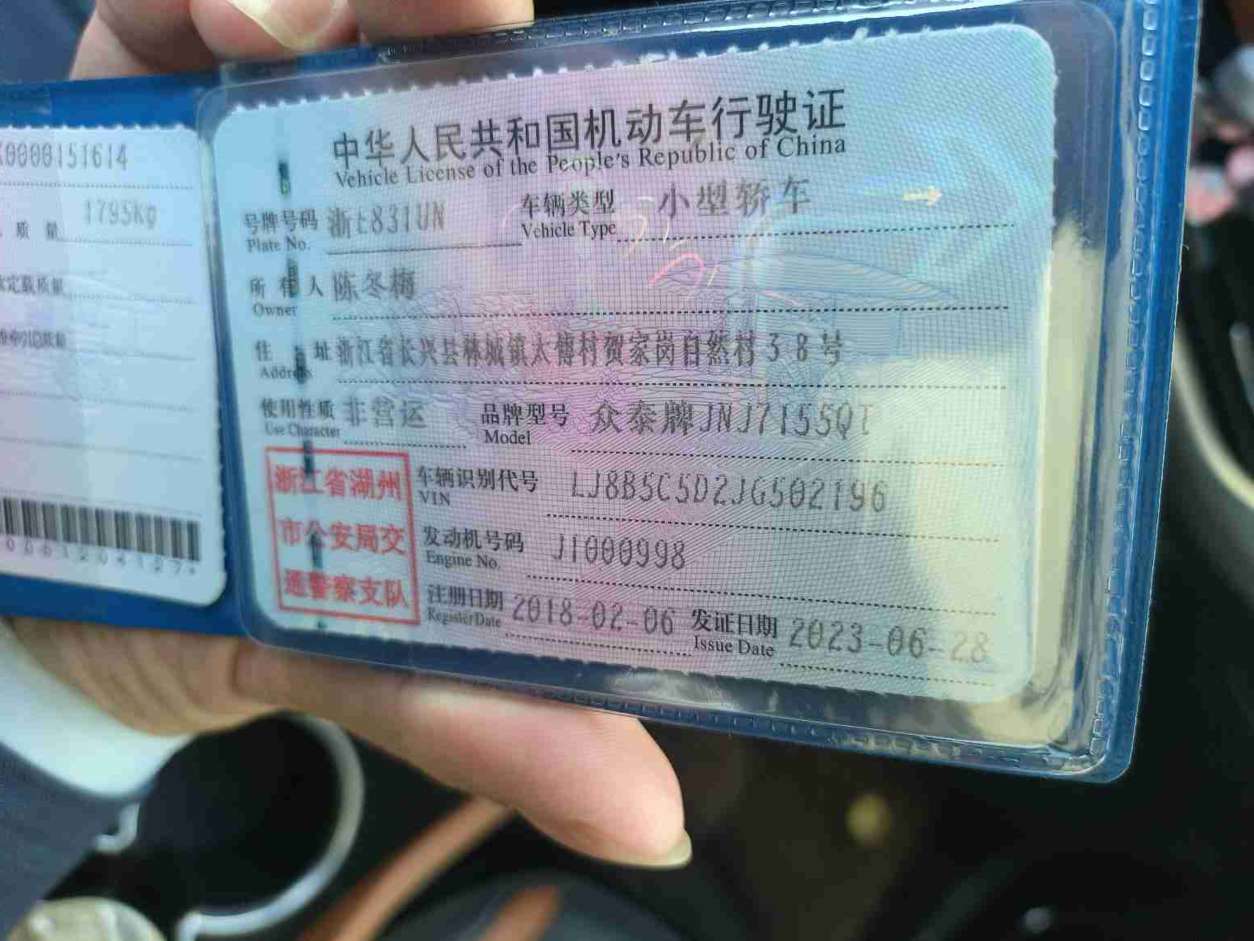 0000151614
质量 1795Kg
中华人民共和国机动车行驶证
Vehicle License of the People's Republic of China
号牌号码 浙E831UN 车辆类型 小型轿车
Plate No. Vehicle Type
所有人 陈冬梅
Owner
住址 浙江省长兴县林城镇太傅村贺家岗自然村38号
Address
使用性质 非营运 品牌型号 众泰牌JNJ7155QT
Use Character Model
浙江省湖州
市公安局交
通警察支队
车辆识别代号 LJ8B5C5D2JG502196
VIN
发动机号码 J1000998
Engine No.
注册日期 2018-02-06 发证日期 2023-06-28
Register Date Issue Date